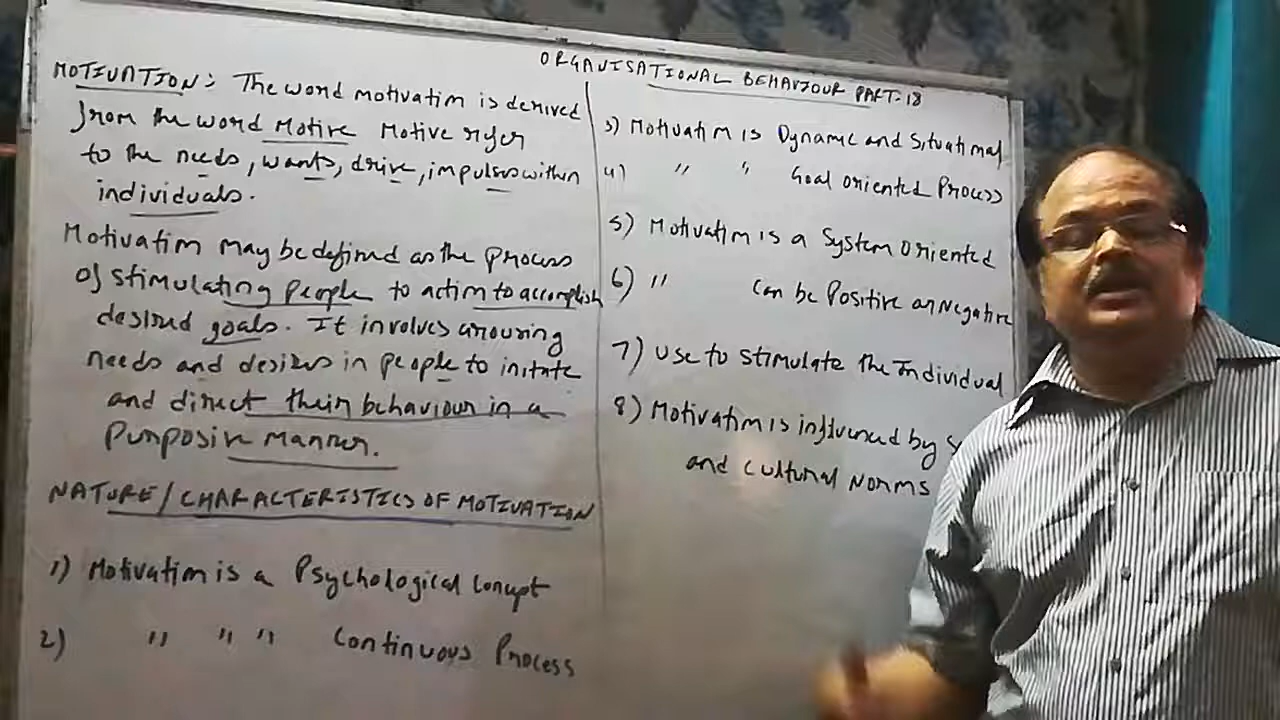 ORGANISATIONAL BEHAVIOUR PART-18
MOTIVATION: The word motivation is derived
from the word Motive Motive refer
to the needs, wants, drive, impulses within
individuals.
Motivation may be defined as the process
of stimulating people to action to accomplish
desired goals. It involves arousing
needs and desires in people to initate
and direct their behaviour in a
Purposive Manner.
NATURE/CHARACTERISTICS OF MOTIVATION
1) Motivation is a Psychological Concept
2) " " " Continuous Process
3) Motivation is Dynamic and Situational
4) " " Goal oriented Process
5) Motivation is a System oriented
6) " Can be Positive or Negative
7) Use to stimulate the Individual
8) Motivation is influenced by
and cultural Norms